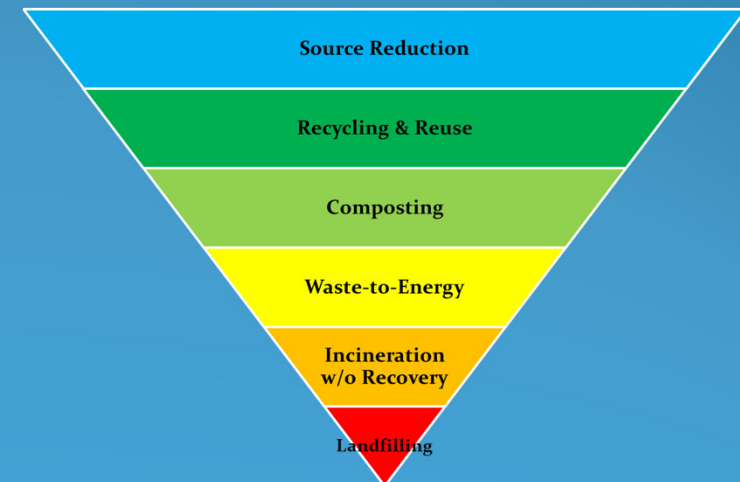 Source Reduction
Recycling & Reuse
Composting
Waste-to-Energy
Incineration
w/o Recovery
Landfilling